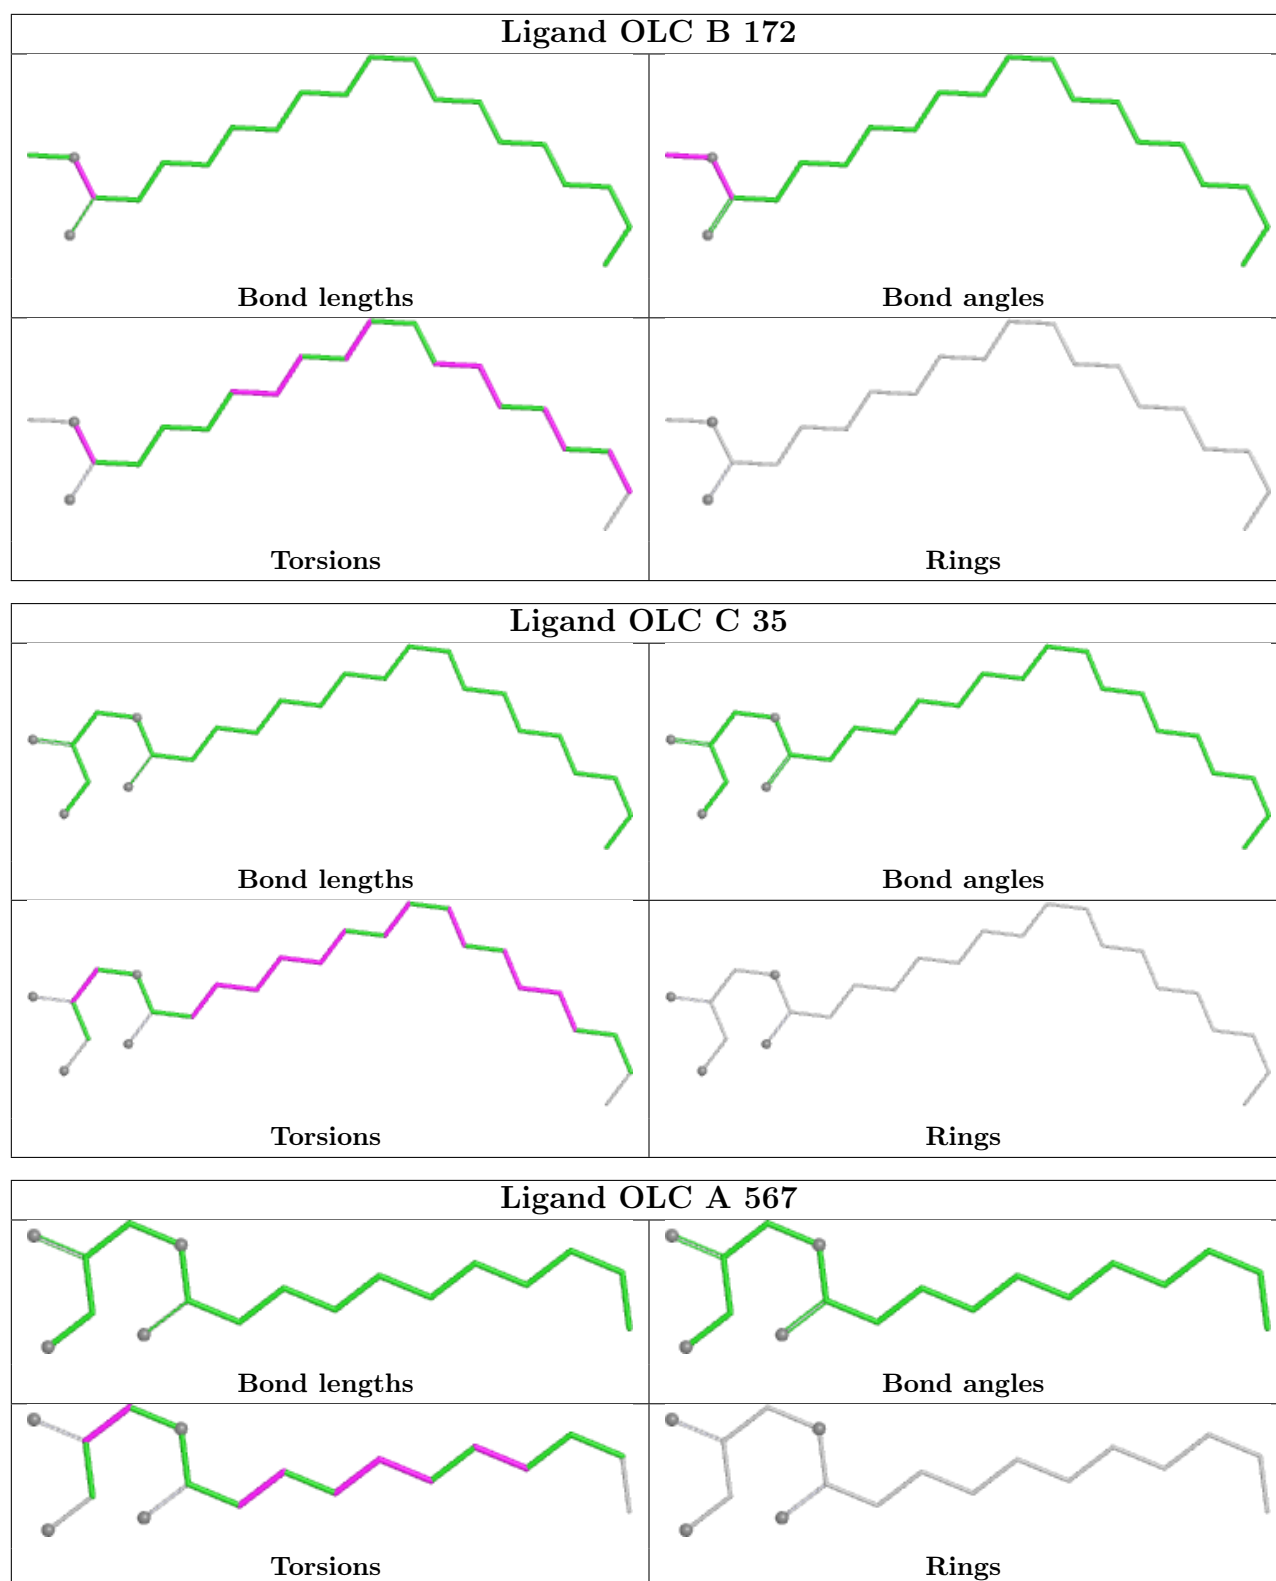 Ligand OLC B 172
Bond lengths
Bond angles
Torsions
Rings
Ligand OLC C 35
Bond lengths
Bond angles
Torsions
Rings
Ligand OLC A 567
Bond lengths
Bond angles
Torsions
Rings